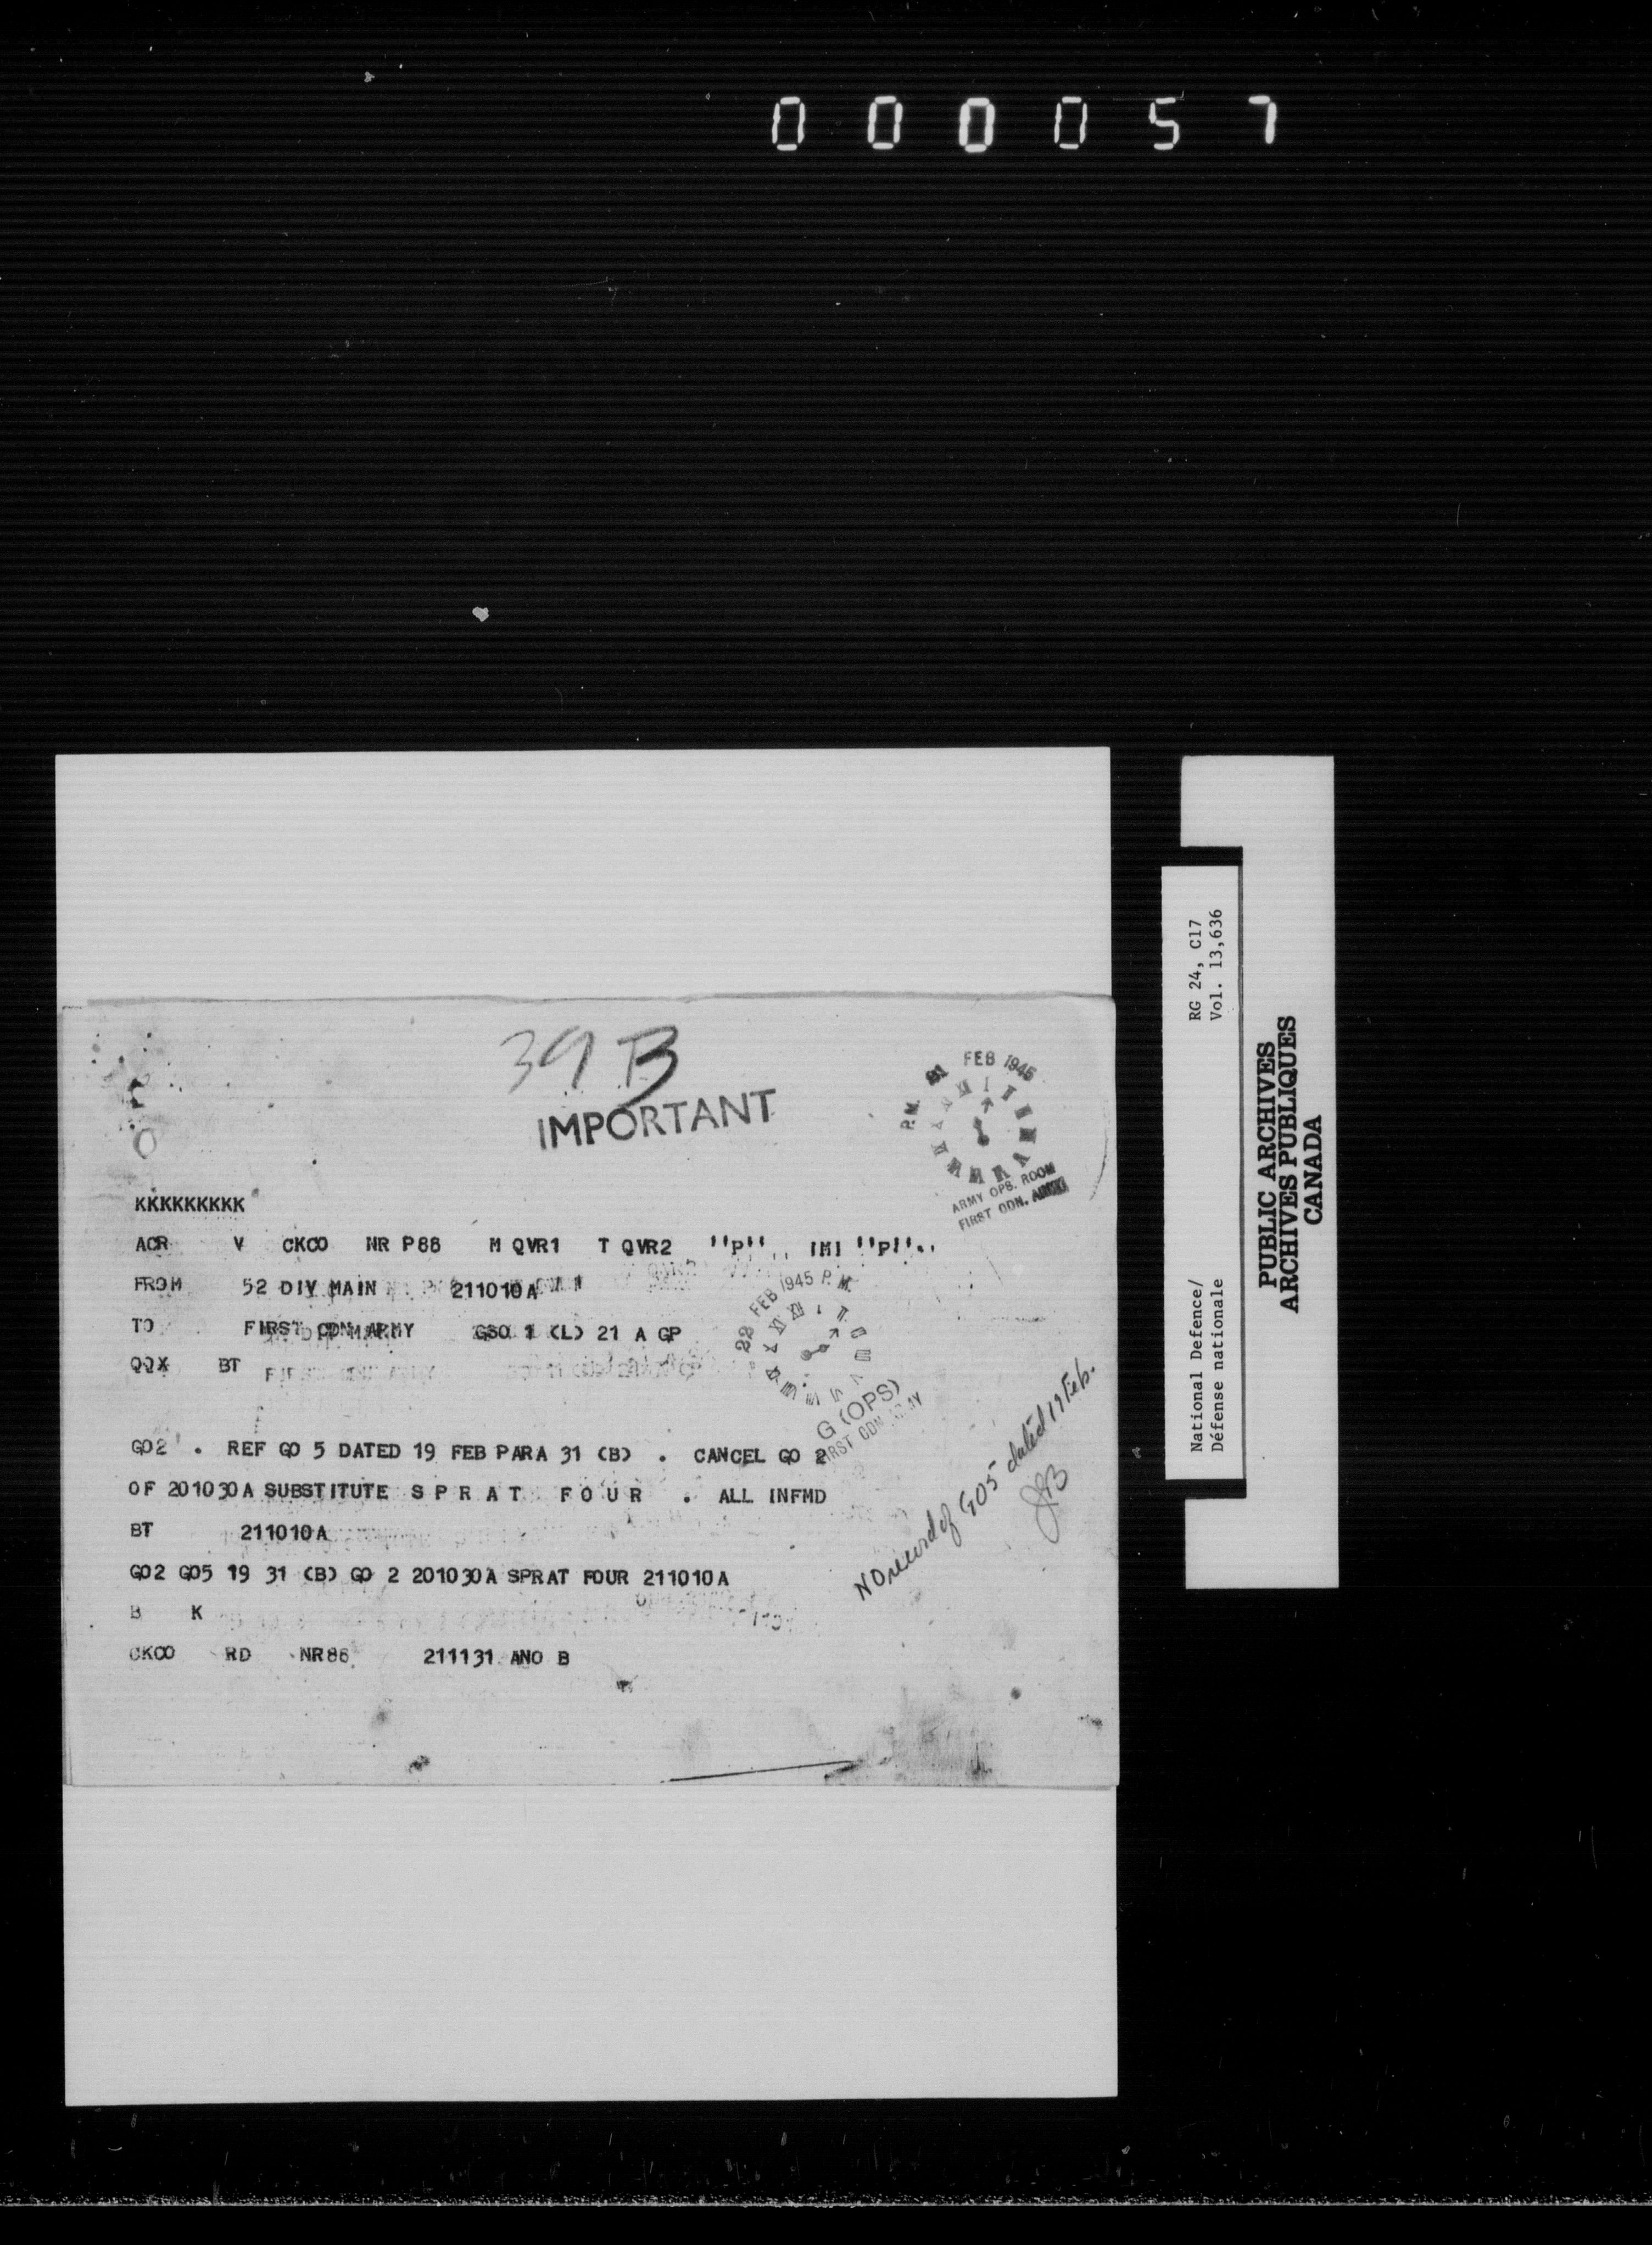 000057
39B
IMPORTANT
P.M. 21 FEB 1945
ARMY OPS. ROOM
FIRST CDN. ARMY
KKKKKKKKK
ACR V CKCO NR P86 M QVR1 T QVR2 ''P'' .. IMI ''P''..
FROM 52 DIV MAIN 211010A
TO FIRST CDN ARMY GSO 1 (L) 21 A GP
QQX BT
22 FEB 1945 P.M.
G (OPS)
FIRST CDN ARMY
GO2 . REF GO 5 DATED 19 FEB PARA 31 (B) . CANCEL GO 2
OF 201030A SUBSTITUTE S P R A T F O U R . ALL INFMD
BT 211010A
GO2 GO5 19 31 (B) GO 2 201030A SPRAT FOUR 211010A
B K
CKCO RD NR86 211131 ANO B
NO record of GO5 dated 19 Feb.
RG 24, C17
Vol. 13,636
National Defence/
Défense nationale
PUBLIC ARCHIVES
ARCHIVES PUBLIQUES
CANADA